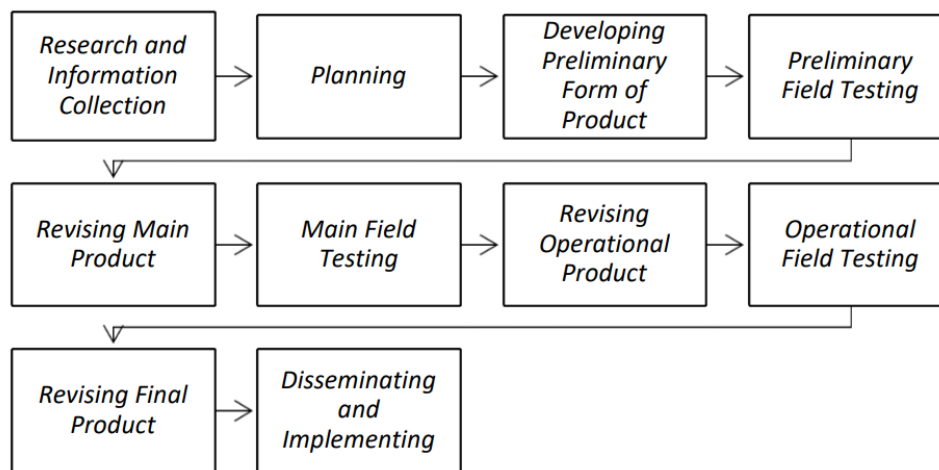 Research and
Information
Collection
Planning
Developing
Preliminary
Form of
Product
Preliminary
Field Testing
Revising Main
Product
Main Field
Testing
Revising
Operational
Product
Operational
Field Testing
Revising Final
Product
Disseminating
and
Implementing